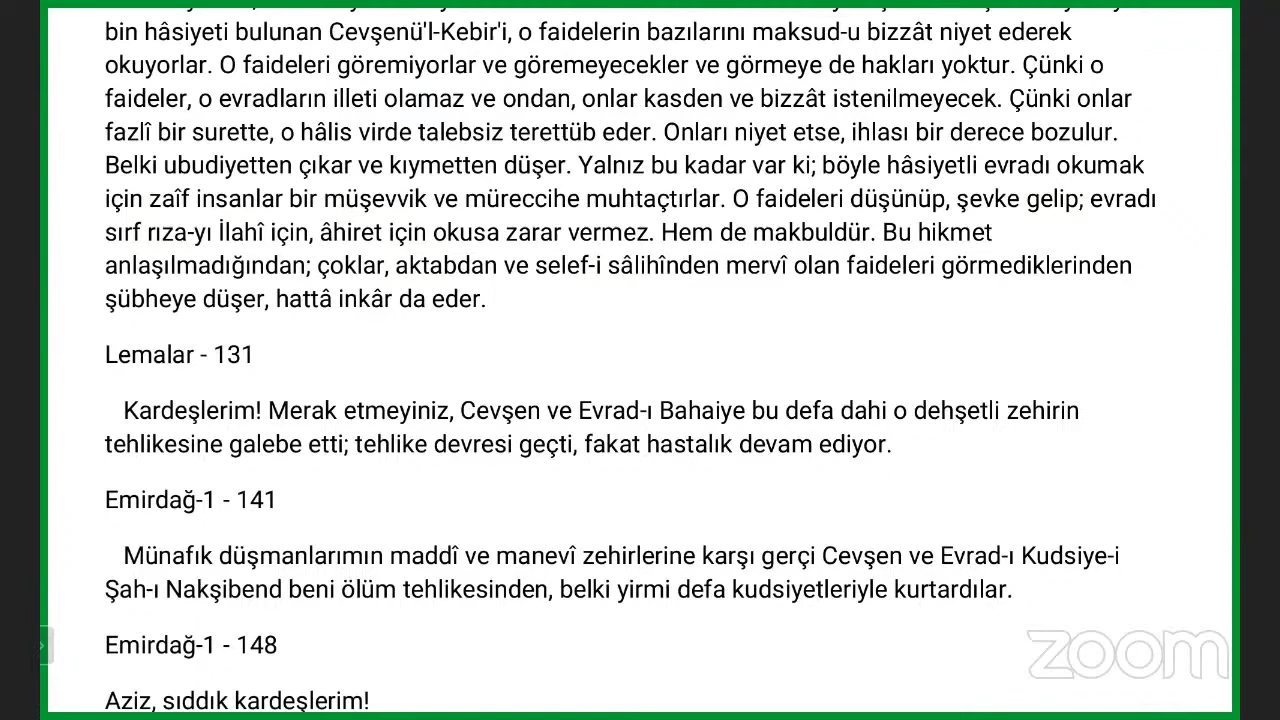 bin hâsiyeti bulunan Cevşenü'l-Kebir'i, o faidelerin bazılarını maksud-u bizzât niyet ederek
okuyorlar. O faideleri göremiyorlar ve göremeyecekler ve görmeye de hakları yoktur. Çünki o
faideler, o evradların illeti olamaz ve ondan, onlar kasden ve bizzât istenilmeyecek. Çünki onlar
fazlî bir surette, o hâlis virde talebsiz terettüb eder. Onları niyet etse, ihlası bir derece bozulur.
Belki ubudiyetten çıkar ve kıymetten düşer. Yalnız bu kadar var ki; böyle hâsiyetli evradı okumak
için zaîf insanlar bir müşevvik ve müreccihe muhtaçtırlar. O faideleri düşünüp, şevke gelip; evradı
sırf rıza-yı İlahî için, âhiret için okusa zarar vermez. Hem de makbuldür. Bu hikmet
anlaşılmadığından; çoklar, aktabdan ve selef-i sâlihînden mervî olan faideleri görmediklerinden
şübheye düşer, hattâ inkâr da eder.
Lemalar - 131
Kardeşlerim! Merak etmeyiniz, Cevşen ve Evrad-ı Bahaiye bu defa dahi o dehşetli zehirin
tehlikesine galebe etti; tehlike devresi geçti, fakat hastalık devam ediyor.
Emirdağ-1 - 141
Münafık düşmanlarımın maddî ve manevî zehirlerine karşı gerçi Cevşen ve Evrad-ı Kudsiye-i
Şah-ı Nakşibend beni ölüm tehlikesinden, belki yirmi defa kudsiyetleriyle kurtardılar.
Emirdağ-1 - 148
zoom
Aziz, sıddık kardeşlerim!